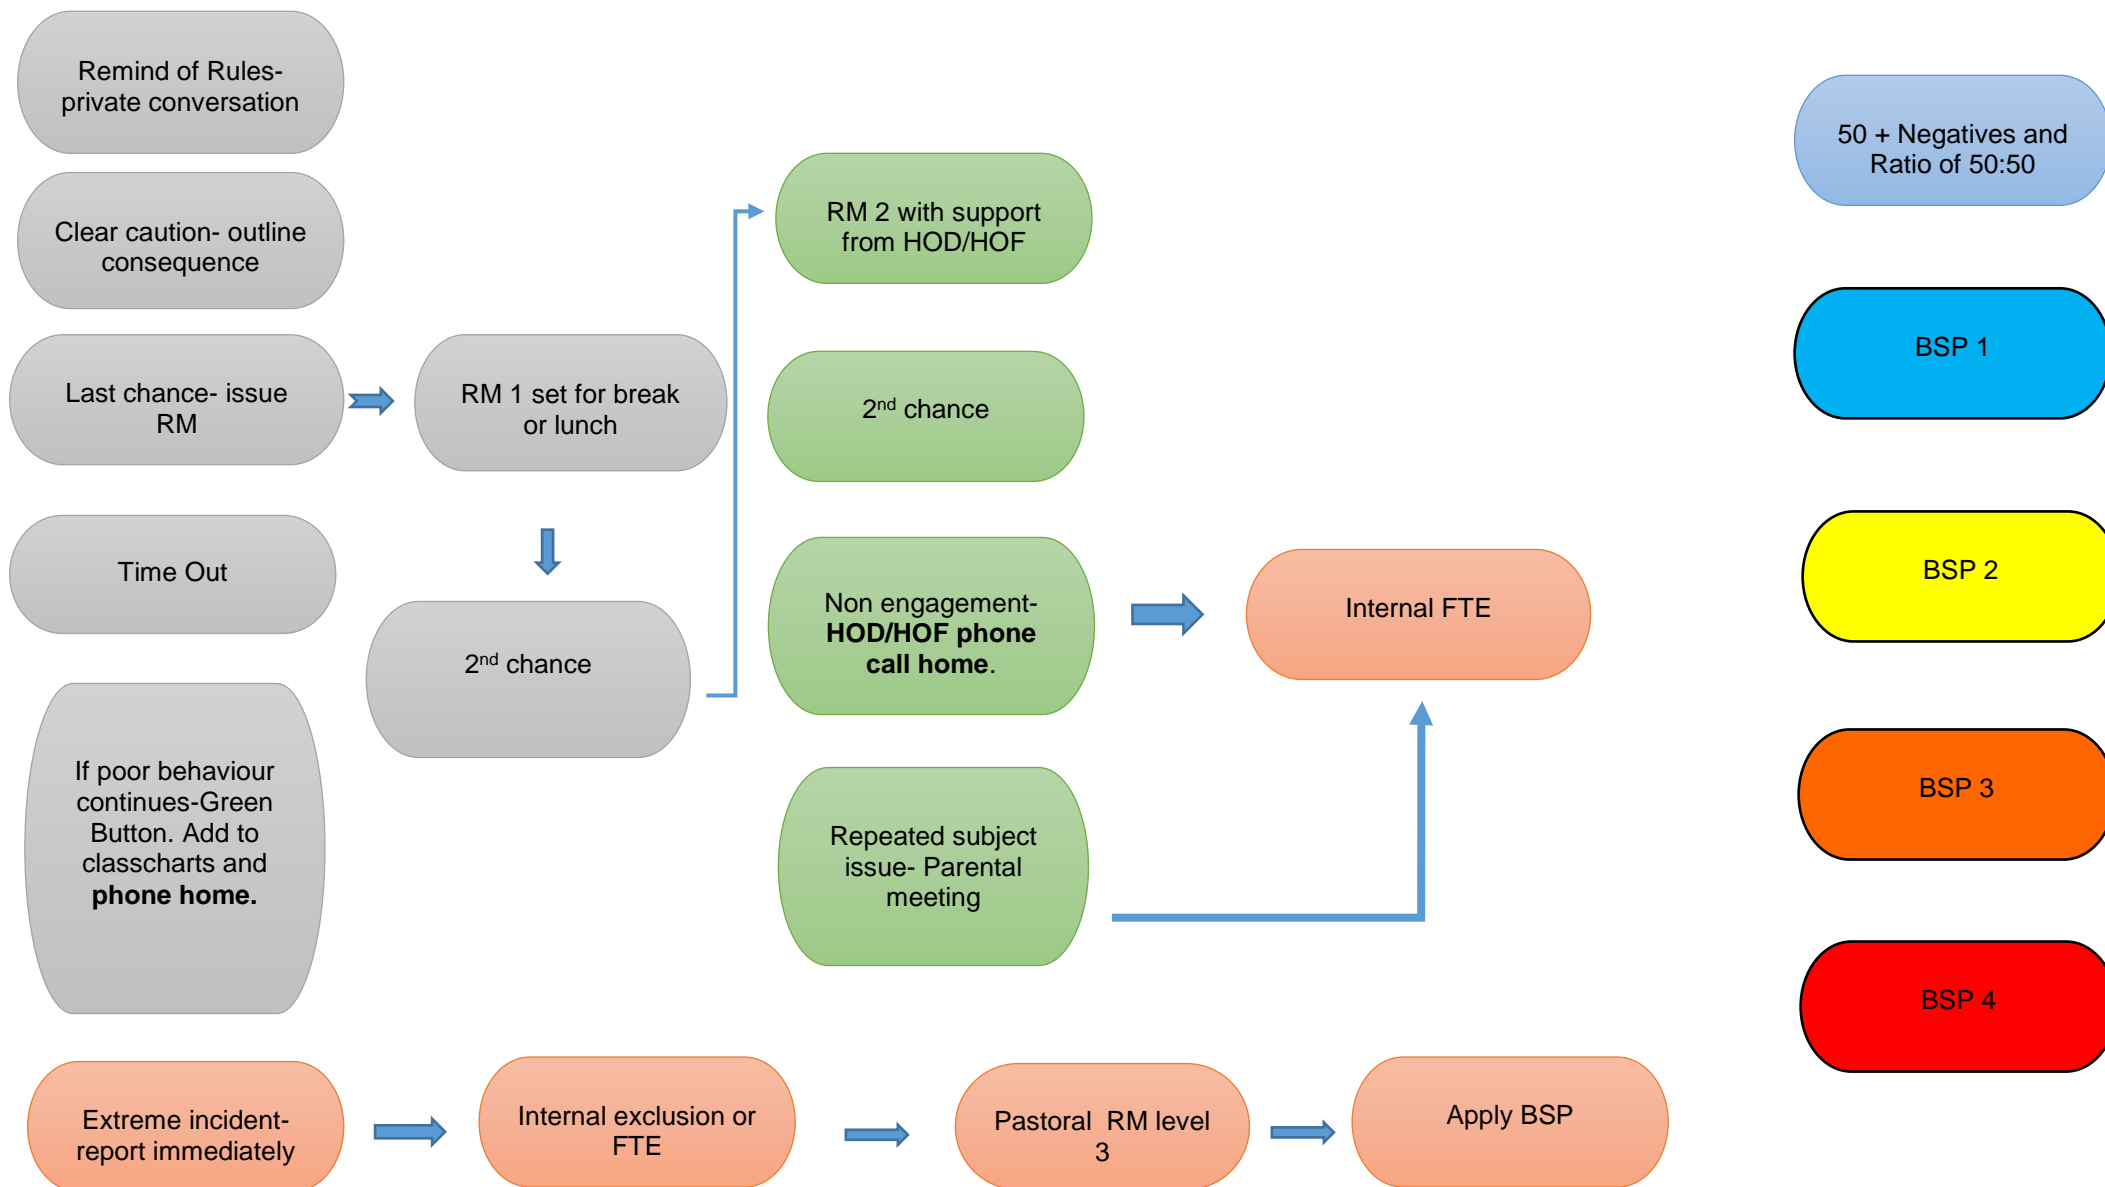 Remind of Rules-
private conversation
Clear caution- outline
consequence
Last chance- issue
RM
Time Out
If poor behaviour
continues-Green
Button. Add to
classcharts and
phone home.
RM 1 set for break
or lunch
2nd chance
RM 2 with support
from HOD/HOF
2nd chance
Non engagement-
HOD/HOF phone
call home.
Repeated subject
issue- Parental
meeting
Internal FTE
Extreme incident-
report immediately
Internal exclusion or
FTE
Pastoral  RM level
3
Apply BSP
50 + Negatives and
Ratio of 50:50
BSP 1
BSP 2
BSP 3
BSP 4